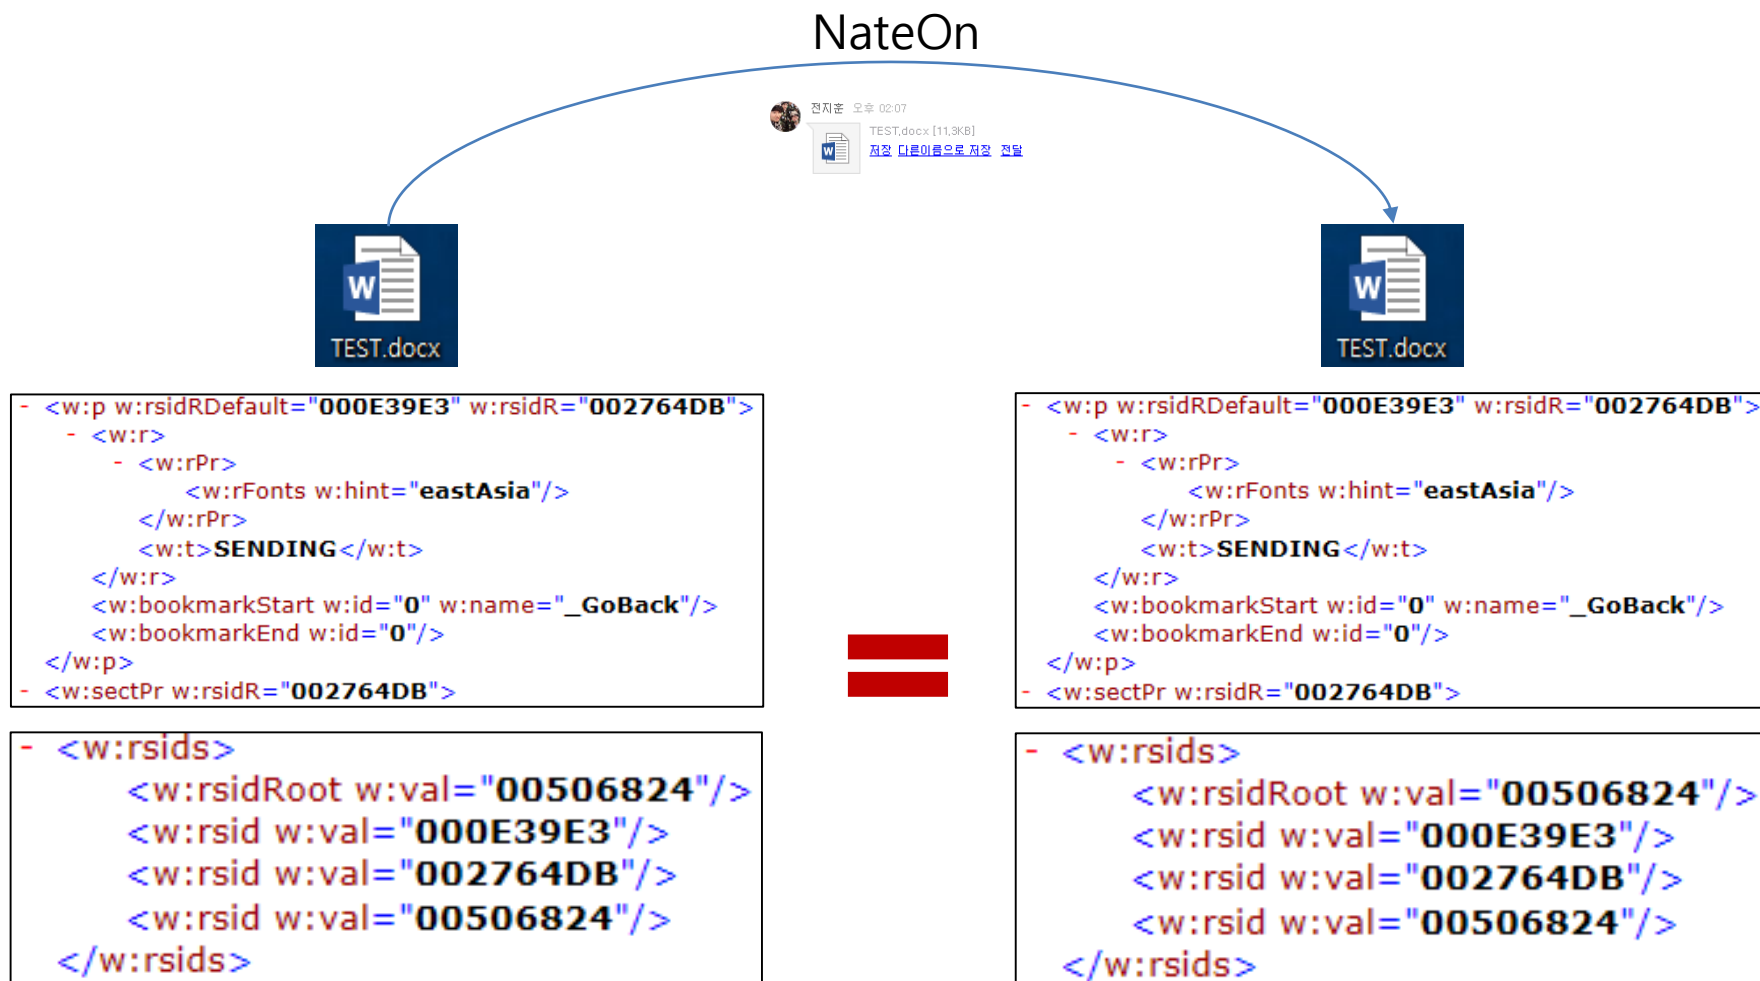 NateOn
전지훈 오후 02:07
TEST.docx [11,3KB]
저장 다른이름으로 저장 전달
W
TEST.docx
W
TEST.docx
- <w:p w:rsidRDefault="000E39E3" w:rsidR="002764DB">
- <w:r>
- <w:rPr>
<w:rFonts w:hint="eastAsia"/>
</w:rPr>
<w:t>SENDING</w:t>
</w:r>
<w:bookmarkStart w:id="0" w:name="_GoBack"/>
<w:bookmarkEnd w:id="0"/>
</w:p>
- <w:sectPr w:rsidR="002764DB">
- <w:rsids>
<w:rsidRoot w:val="00506824"/>
<w:rsid w:val="000E39E3"/>
<w:rsid w:val="002764DB"/>
<w:rsid w:val="00506824"/>
</w:rsids>
- <w:p w:rsidRDefault="000E39E3" w:rsidR="002764DB">
- <w:r>
- <w:rPr>
<w:rFonts w:hint="eastAsia"/>
</w:rPr>
<w:t>SENDING</w:t>
</w:r>
<w:bookmarkStart w:id="0" w:name="_GoBack"/>
<w:bookmarkEnd w:id="0"/>
</w:p>
- <w:sectPr w:rsidR="002764DB">
- <w:rsids>
<w:rsidRoot w:val="00506824"/>
<w:rsid w:val="000E39E3"/>
<w:rsid w:val="002764DB"/>
<w:rsid w:val="00506824"/>
</w:rsids>